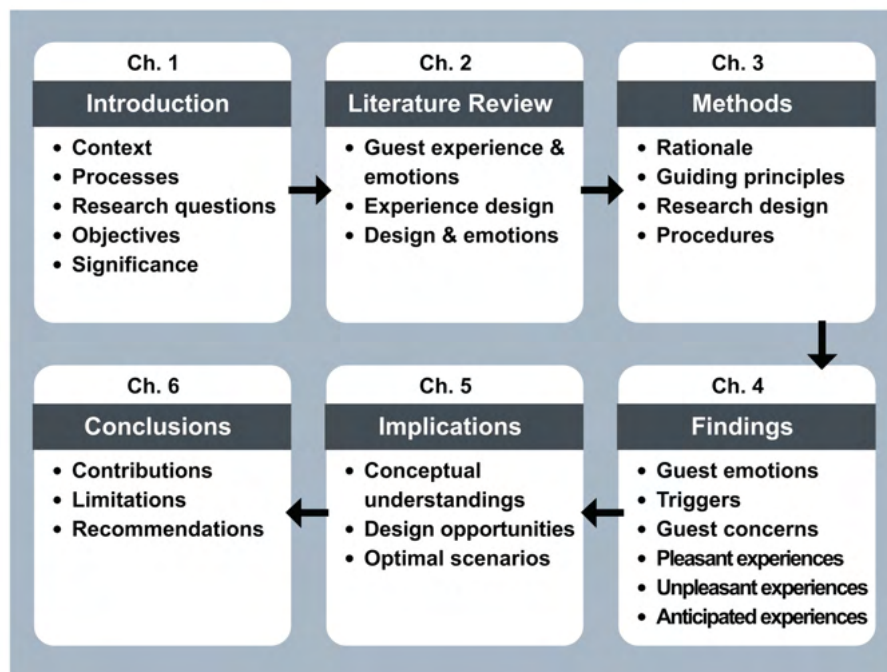 Ch. 1
Introduction
• Context
• Processes
• Research questions
• Objectives
• Significance
Ch. 2
Literature Review
• Guest experience &
emotions
• Experience design
• Design & emotions
Ch. 3
Methods
• Rationale
• Guiding principles
• Research design
• Procedures
Ch. 4
Findings
• Guest emotions
• Triggers
• Guest concerns
• Pleasant experiences
• Unpleasant experiences
• Anticipated experiences
Ch. 5
Implications
• Conceptual
understandings
• Design opportunities
• Optimal scenarios
Ch. 6
Conclusions
• Contributions
• Limitations
• Recommendations